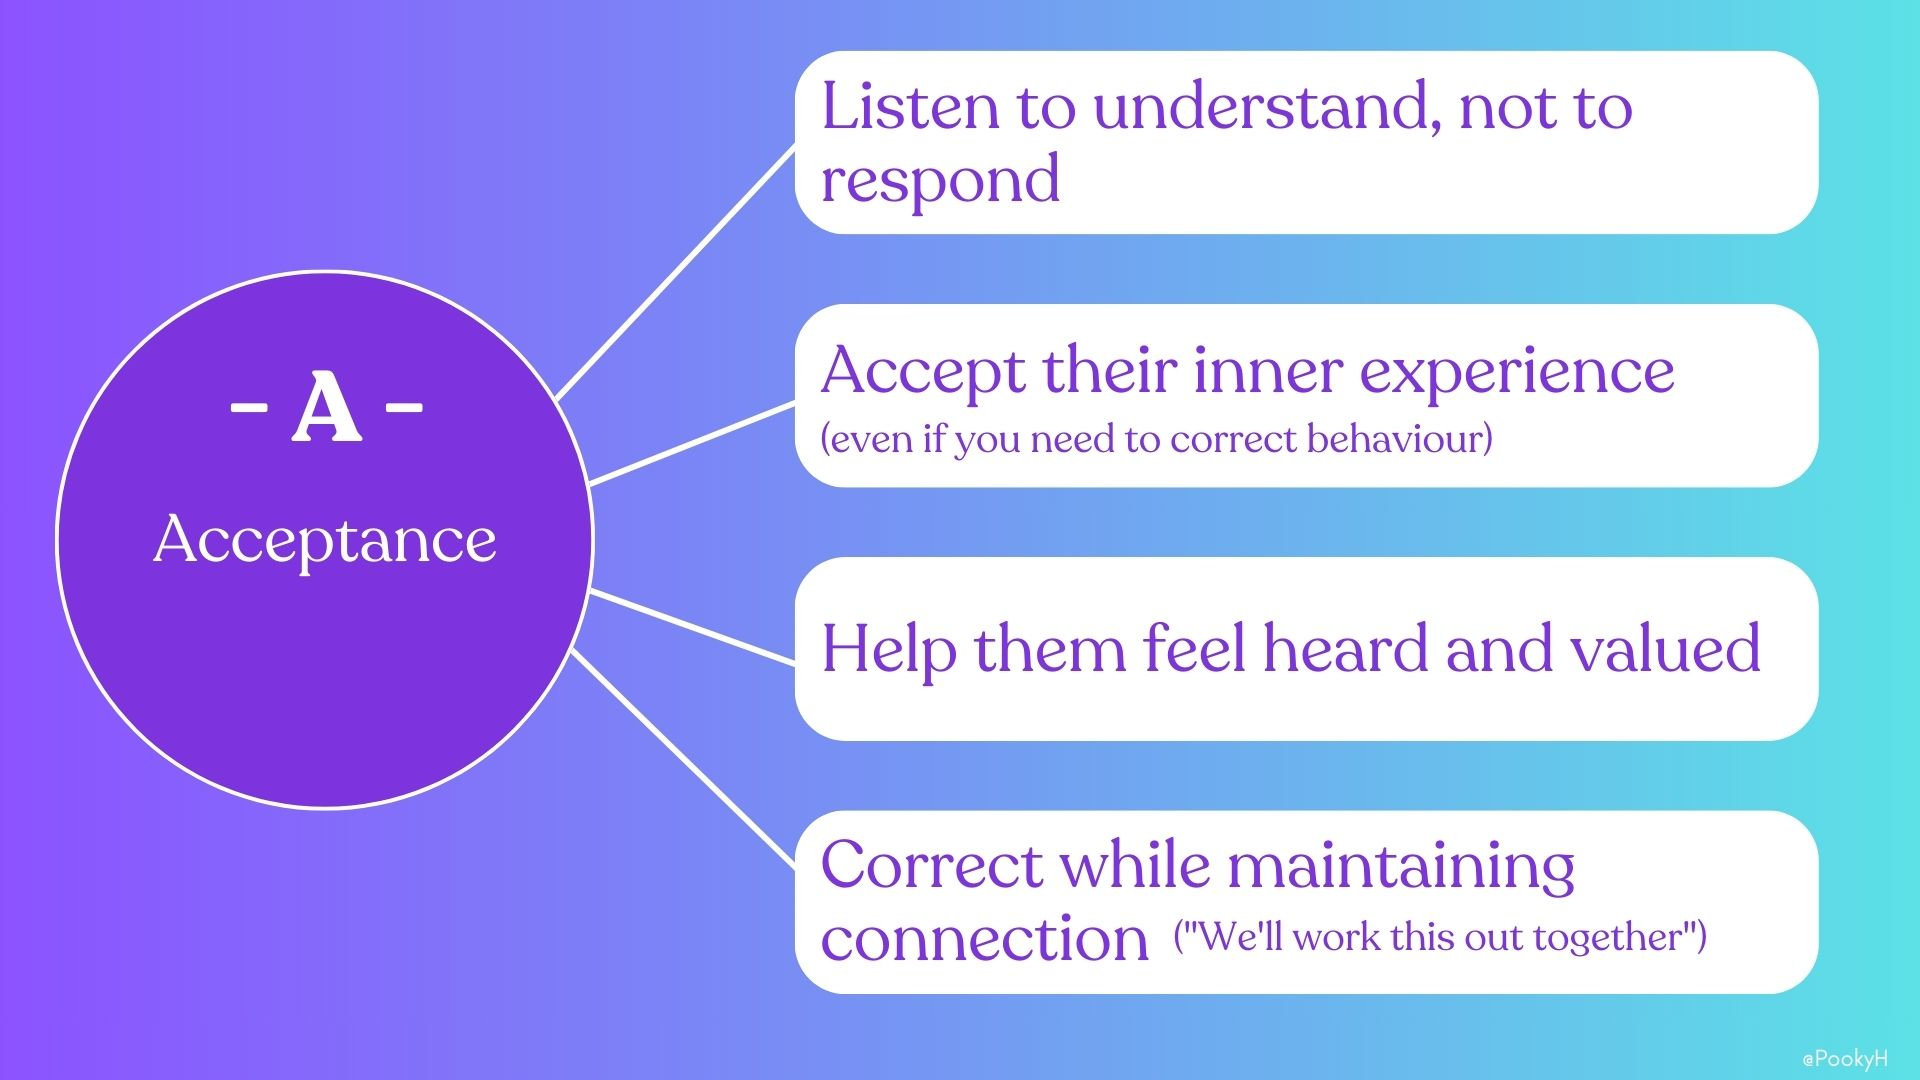 - A -
Acceptance
Listen to understand, not to
respond
Accept their inner experience
(even if you need to correct behaviour)
Help them feel heard and valued
Correct while maintaining
connection ("We'll work this out together")
@PookyH